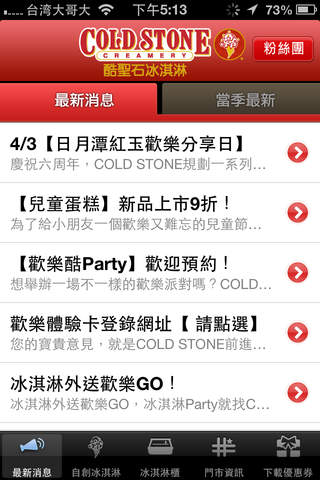 台湾大哥大
下午5:13
73%
COLD STONE
CREAMERY
酷聖石冰淇淋
粉絲團
最新消息
當季最新
4/3【日月潭紅玉歡樂分享日】
慶祝六周年，COLD STONE規劃一系列…
【兒童蛋糕】新品上市9折！
為了給小朋友一個歡樂又難忘的兒童節…
【歡樂酷Party】歡迎預約！
想舉辦一場不一樣的歡樂派對嗎？COLD…
歡樂體驗卡登錄網址【 請點選】
您的寶貴意見，就是COLD STONE前進…
冰淇淋外送歡樂GO！
冰淇淋外送歡樂GO，冰淇淋Party就找C…
最新消息
自創冰淇淋
冰淇淋櫃
門市資訊
下載優惠券